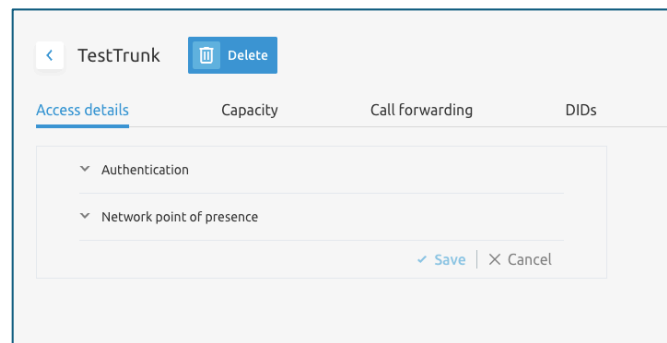 TestTrunk Delete
Access details Capacity Call forwarding DIDs
Authentication
Network point of presence
Save Cancel